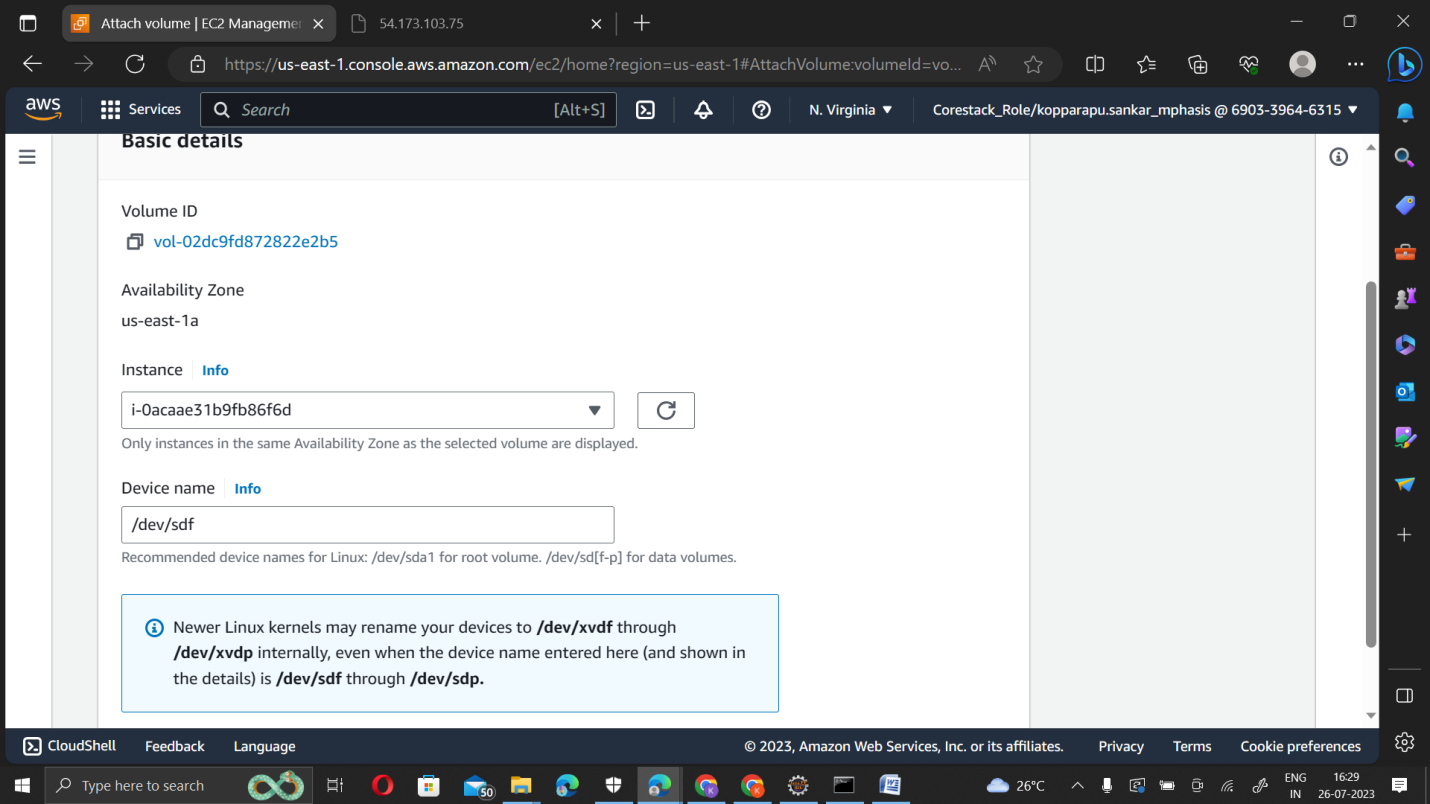 Attach volume | EC2 Managemen
54.173.103.75
https://us-east-1.console.aws.amazon.com/ec2/home?region=us-east-1#AttachVolume:volumeId=vo...
aws
Services
Search
[Alt+S]
N. Virginia
Corestack_Role/kopparapu.sankar_mphasis @ 6903-3964-6315
Basic details
Volume ID
vol-02dc9fd872822e2b5
Availability Zone
us-east-1a
Instance Info
i-0acaae31b9fb86f6d
Only instances in the same Availability Zone as the selected volume are displayed.
Device name Info
/dev/sdf
Recommended device names for Linux: /dev/sda1 for root volume. /dev/sd[f-p] for data volumes.
Newer Linux kernels may rename your devices to /dev/xvdf through
/dev/xvdp internally, even when the device name entered here (and shown in
the details) is /dev/sdf through /dev/sdp.
CloudShell Feedback Language © 2023, Amazon Web Services, Inc. or its affiliates. Privacy Terms Cookie preferences
Type here to search
50
26°C
ENG
IN
16:29
26-07-2023